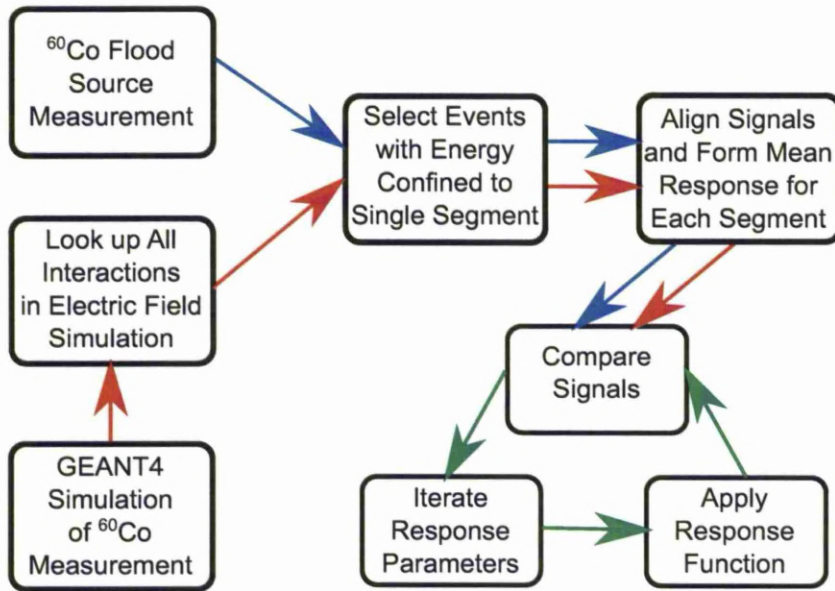 ⁶⁰Co Flood
Source
Measurement
Select Events
with Energy
Confined to
Single Segment
Align Signals
and Form Mean
Response for
Each Segment
Look up All
Interactions
in Electric Field
Simulation
Compare
Signals
GEANT4
Simulation
of ⁶⁰Co
Measurement
Iterate
Response
Parameters
Apply
Response
Function